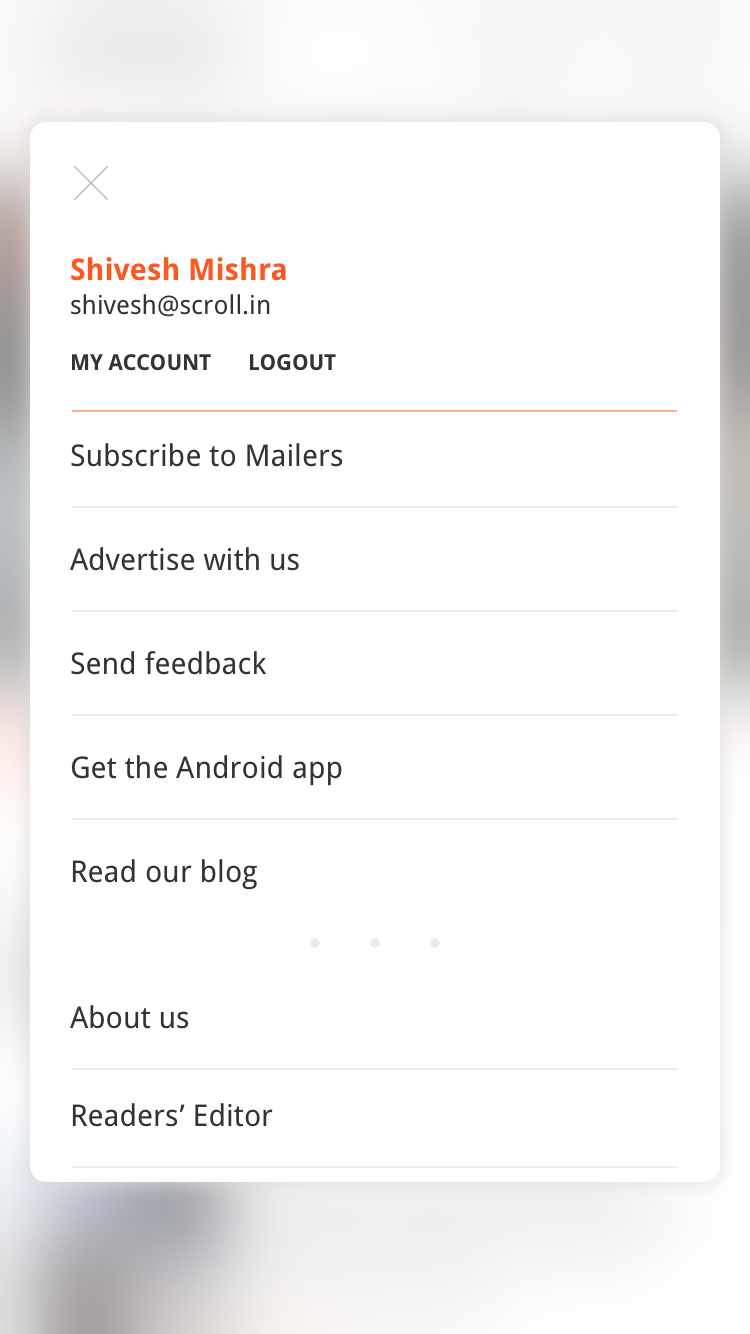 Shivesh Mishra
shivesh@scroll.in
MY ACCOUNT LOGOUT
Subscribe to Mailers
Advertise with us
Send feedback
Get the Android app
Read our blog
About us
Readers’ Editor